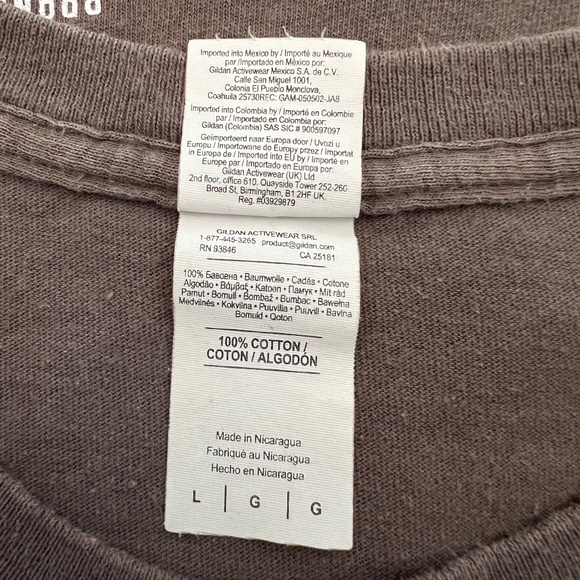 Imported into Mexico by / Importé au Mexique
par / Importado en México por:
Gildan Activewear Mexico S.A. de C.V.
Calle San Miguel 1001,
Colonia El Pueblo Monclova,
Coahuila 25730REC: GAM-050502-JA8
Imported into Colombia by / Importé en Colombie
par / Importado en Colombia por:
Gildan (Colombia) SAS SIC # 900597097
Geïmporteerd naar Europa door / Uvozi u
Europu / Importowane do Europy przez / Importat
in Europa de / Imported into EU by / Importé en
Europe par / Importado en Europa por:
Gildan Activewear (UK) Ltd
2nd floor, office 610, Quayside Tower 252-260
Broad St, Birmingham, B1 2HF UK
Reg. #03929879
GILDAN ACTIVEWEAR SRL
1-877-445-3265 product@gildan.com
RN 93846 CA 25181
100% Бавовна • Baumwolle • Cadás • Cotone
Algodão • Βάμβαξ • Katoen • Памук • Mit rád
Pamut • Bomull • Bombaž • Bumbac • Bawełna
Medvilnės • Kokvilna • Puuvilla • Puuvill • Bavlna
Bomuld • Qoton
100% COTTON /
COTON / ALGODÓN
Made in Nicaragua
Fabriqué au Nicaragua
Hecho en Nicaragua
L | G | G